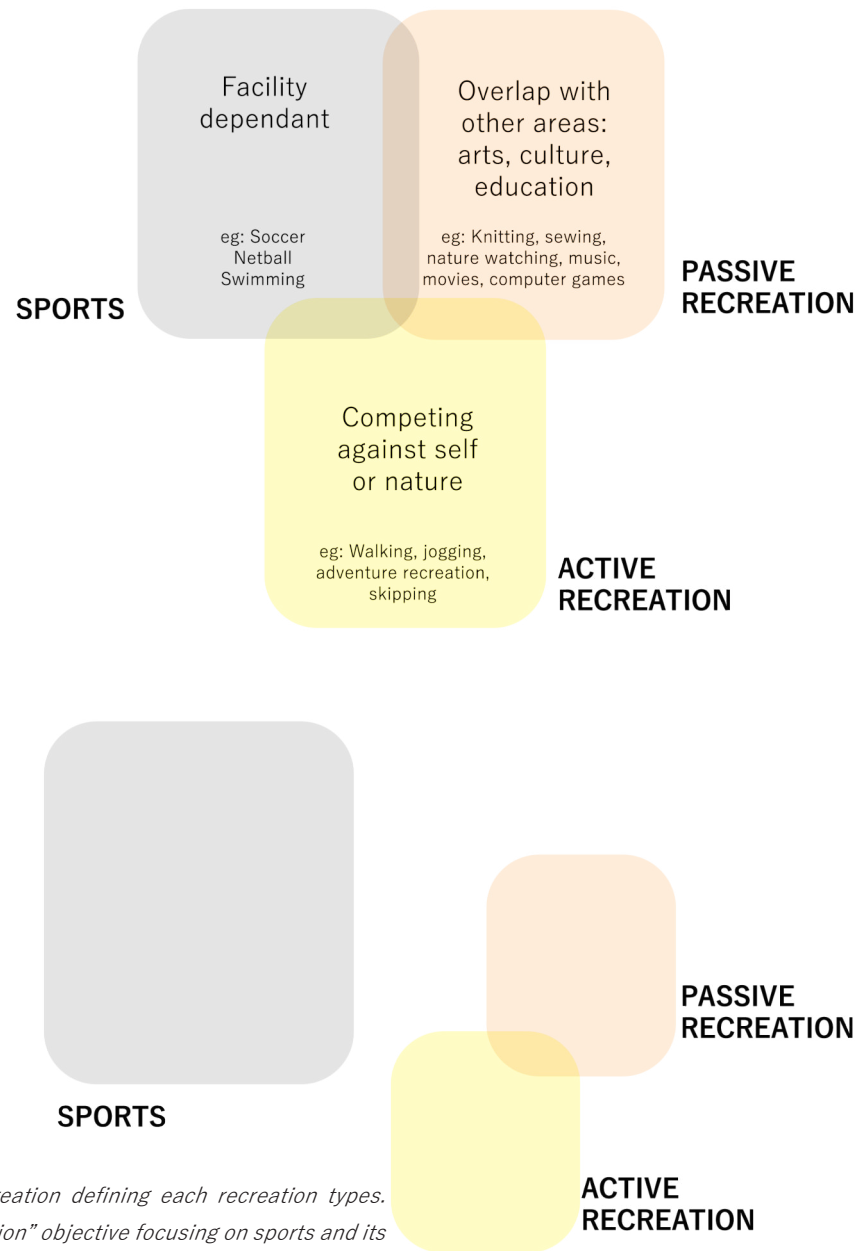 Facility
dependant
eg: Soccer
Netball
Swimming
SPORTS
Overlap with
other areas:
arts, culture,
education
eg: Knitting, sewing,
nature watching, music,
movies, computer games
PASSIVE
RECREATION
Competing
against self
or nature
eg: Walking, jogging,
adventure recreation,
skipping
ACTIVE
RECREATION
SPORTS
PASSIVE
RECREATION
ACTIVE
RECREATION
defining each recreation types.
objective focusing on sports and its